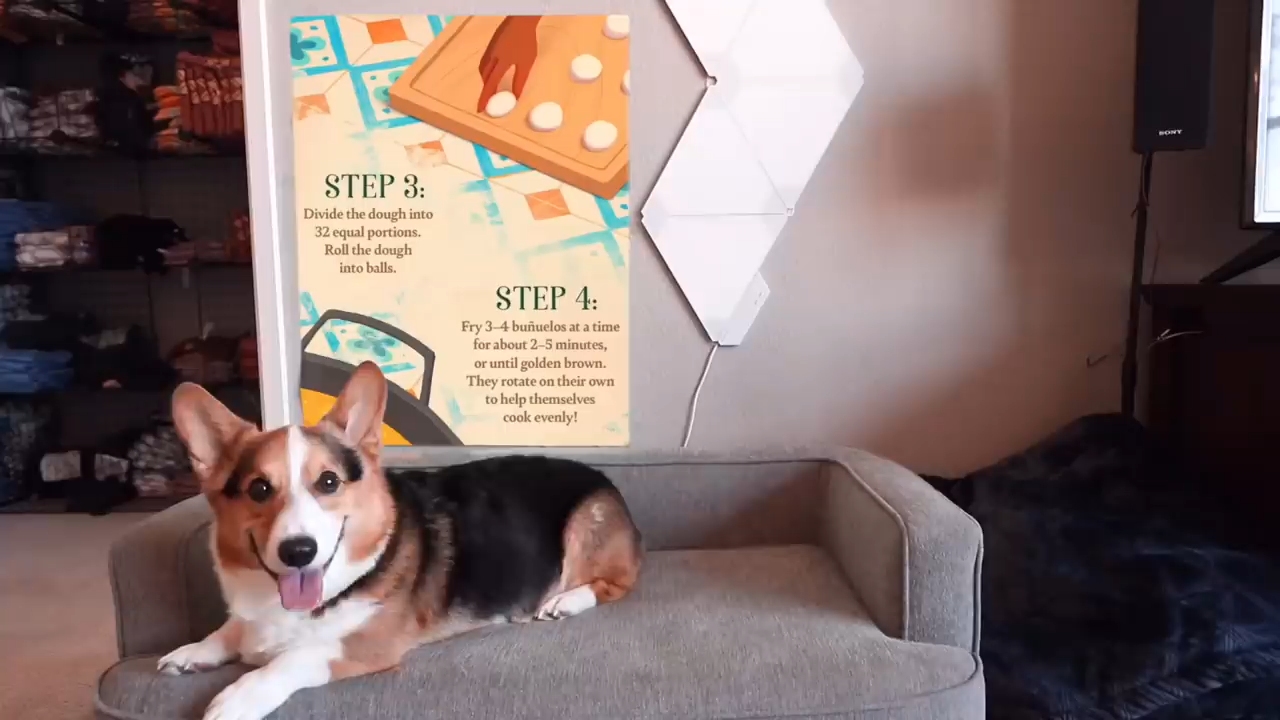 STEP 3:
Divide the dough into
32 equal portions.
Roll the dough
into balls.
STEP 4:
Fry 3–4 buñuelos at a time
for about 2–5 minutes,
or until golden brown.
They rotate on their own
to help themselves
cook evenly!
SONY